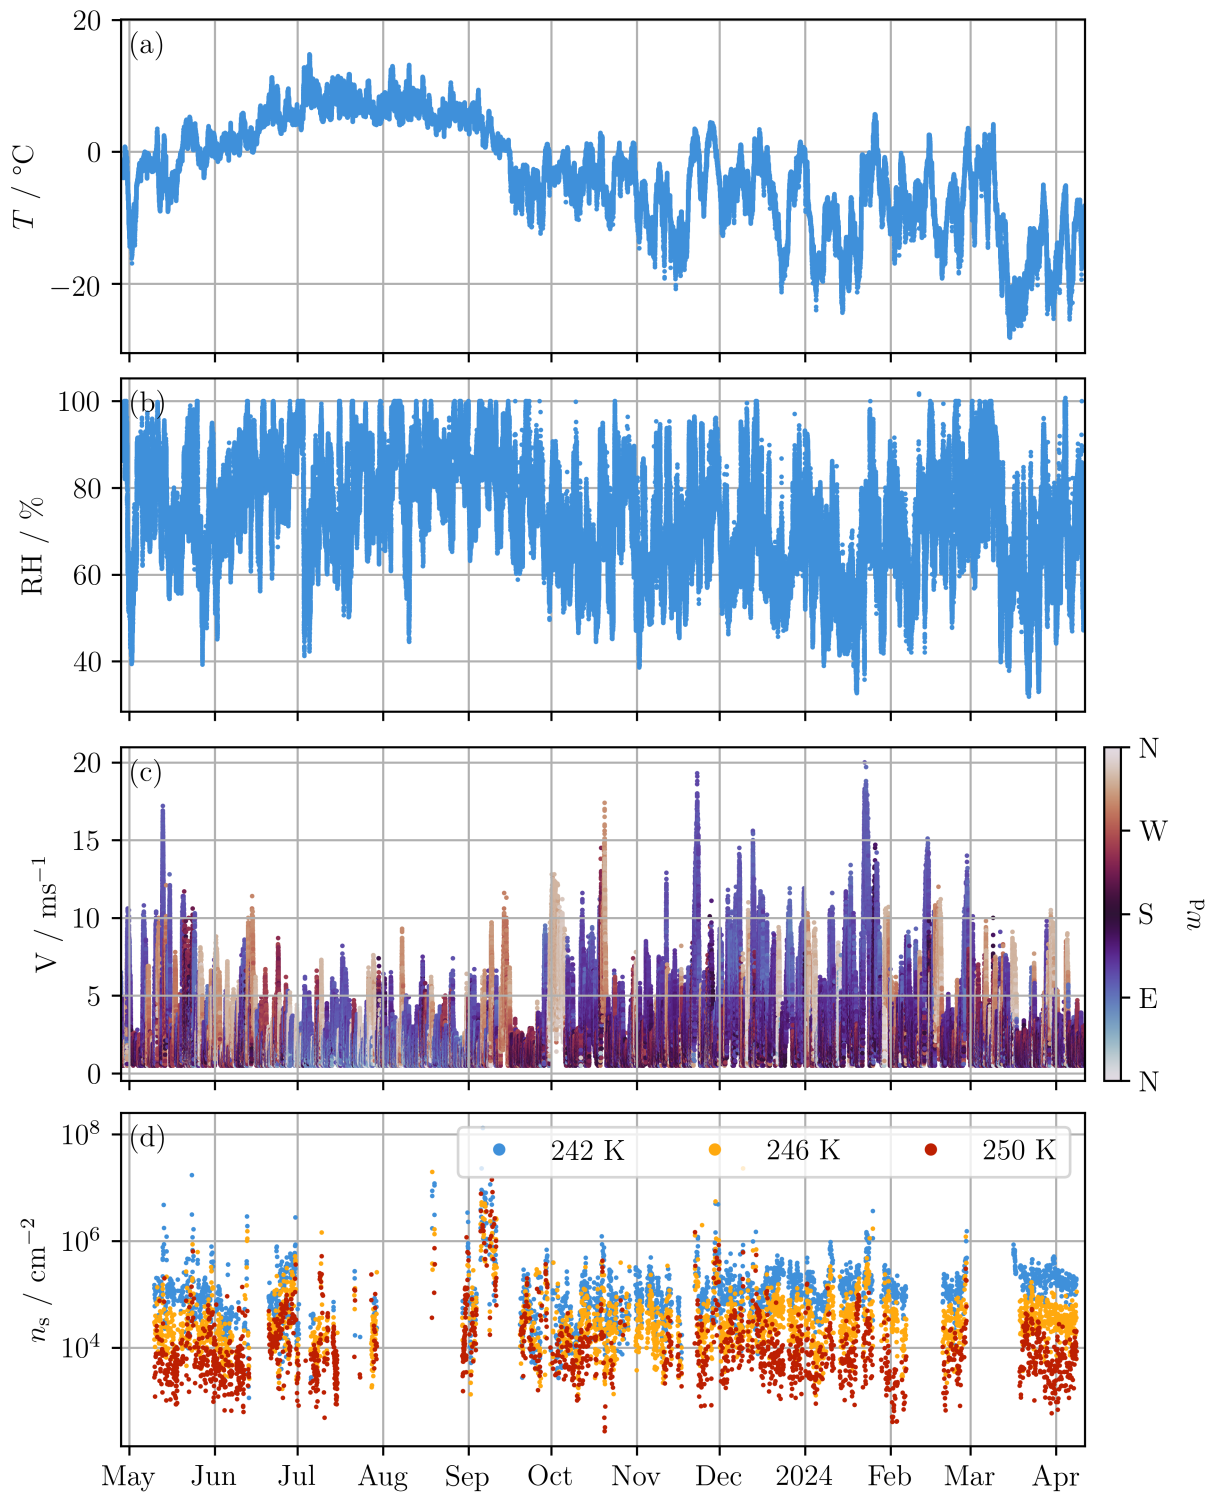 20
(a)
0
−20
T / °C
100
(b)
80
60
40
RH / %
20
(c)
15
10
5
0
V / ms⁻¹
N
W
S
E
N
w_d
10⁸
(d)
242 K 246 K 250 K
10⁶
10⁴
n_s / cm⁻²
May Jun Jul Aug Sep Oct Nov Dec 2024 Feb Mar Apr